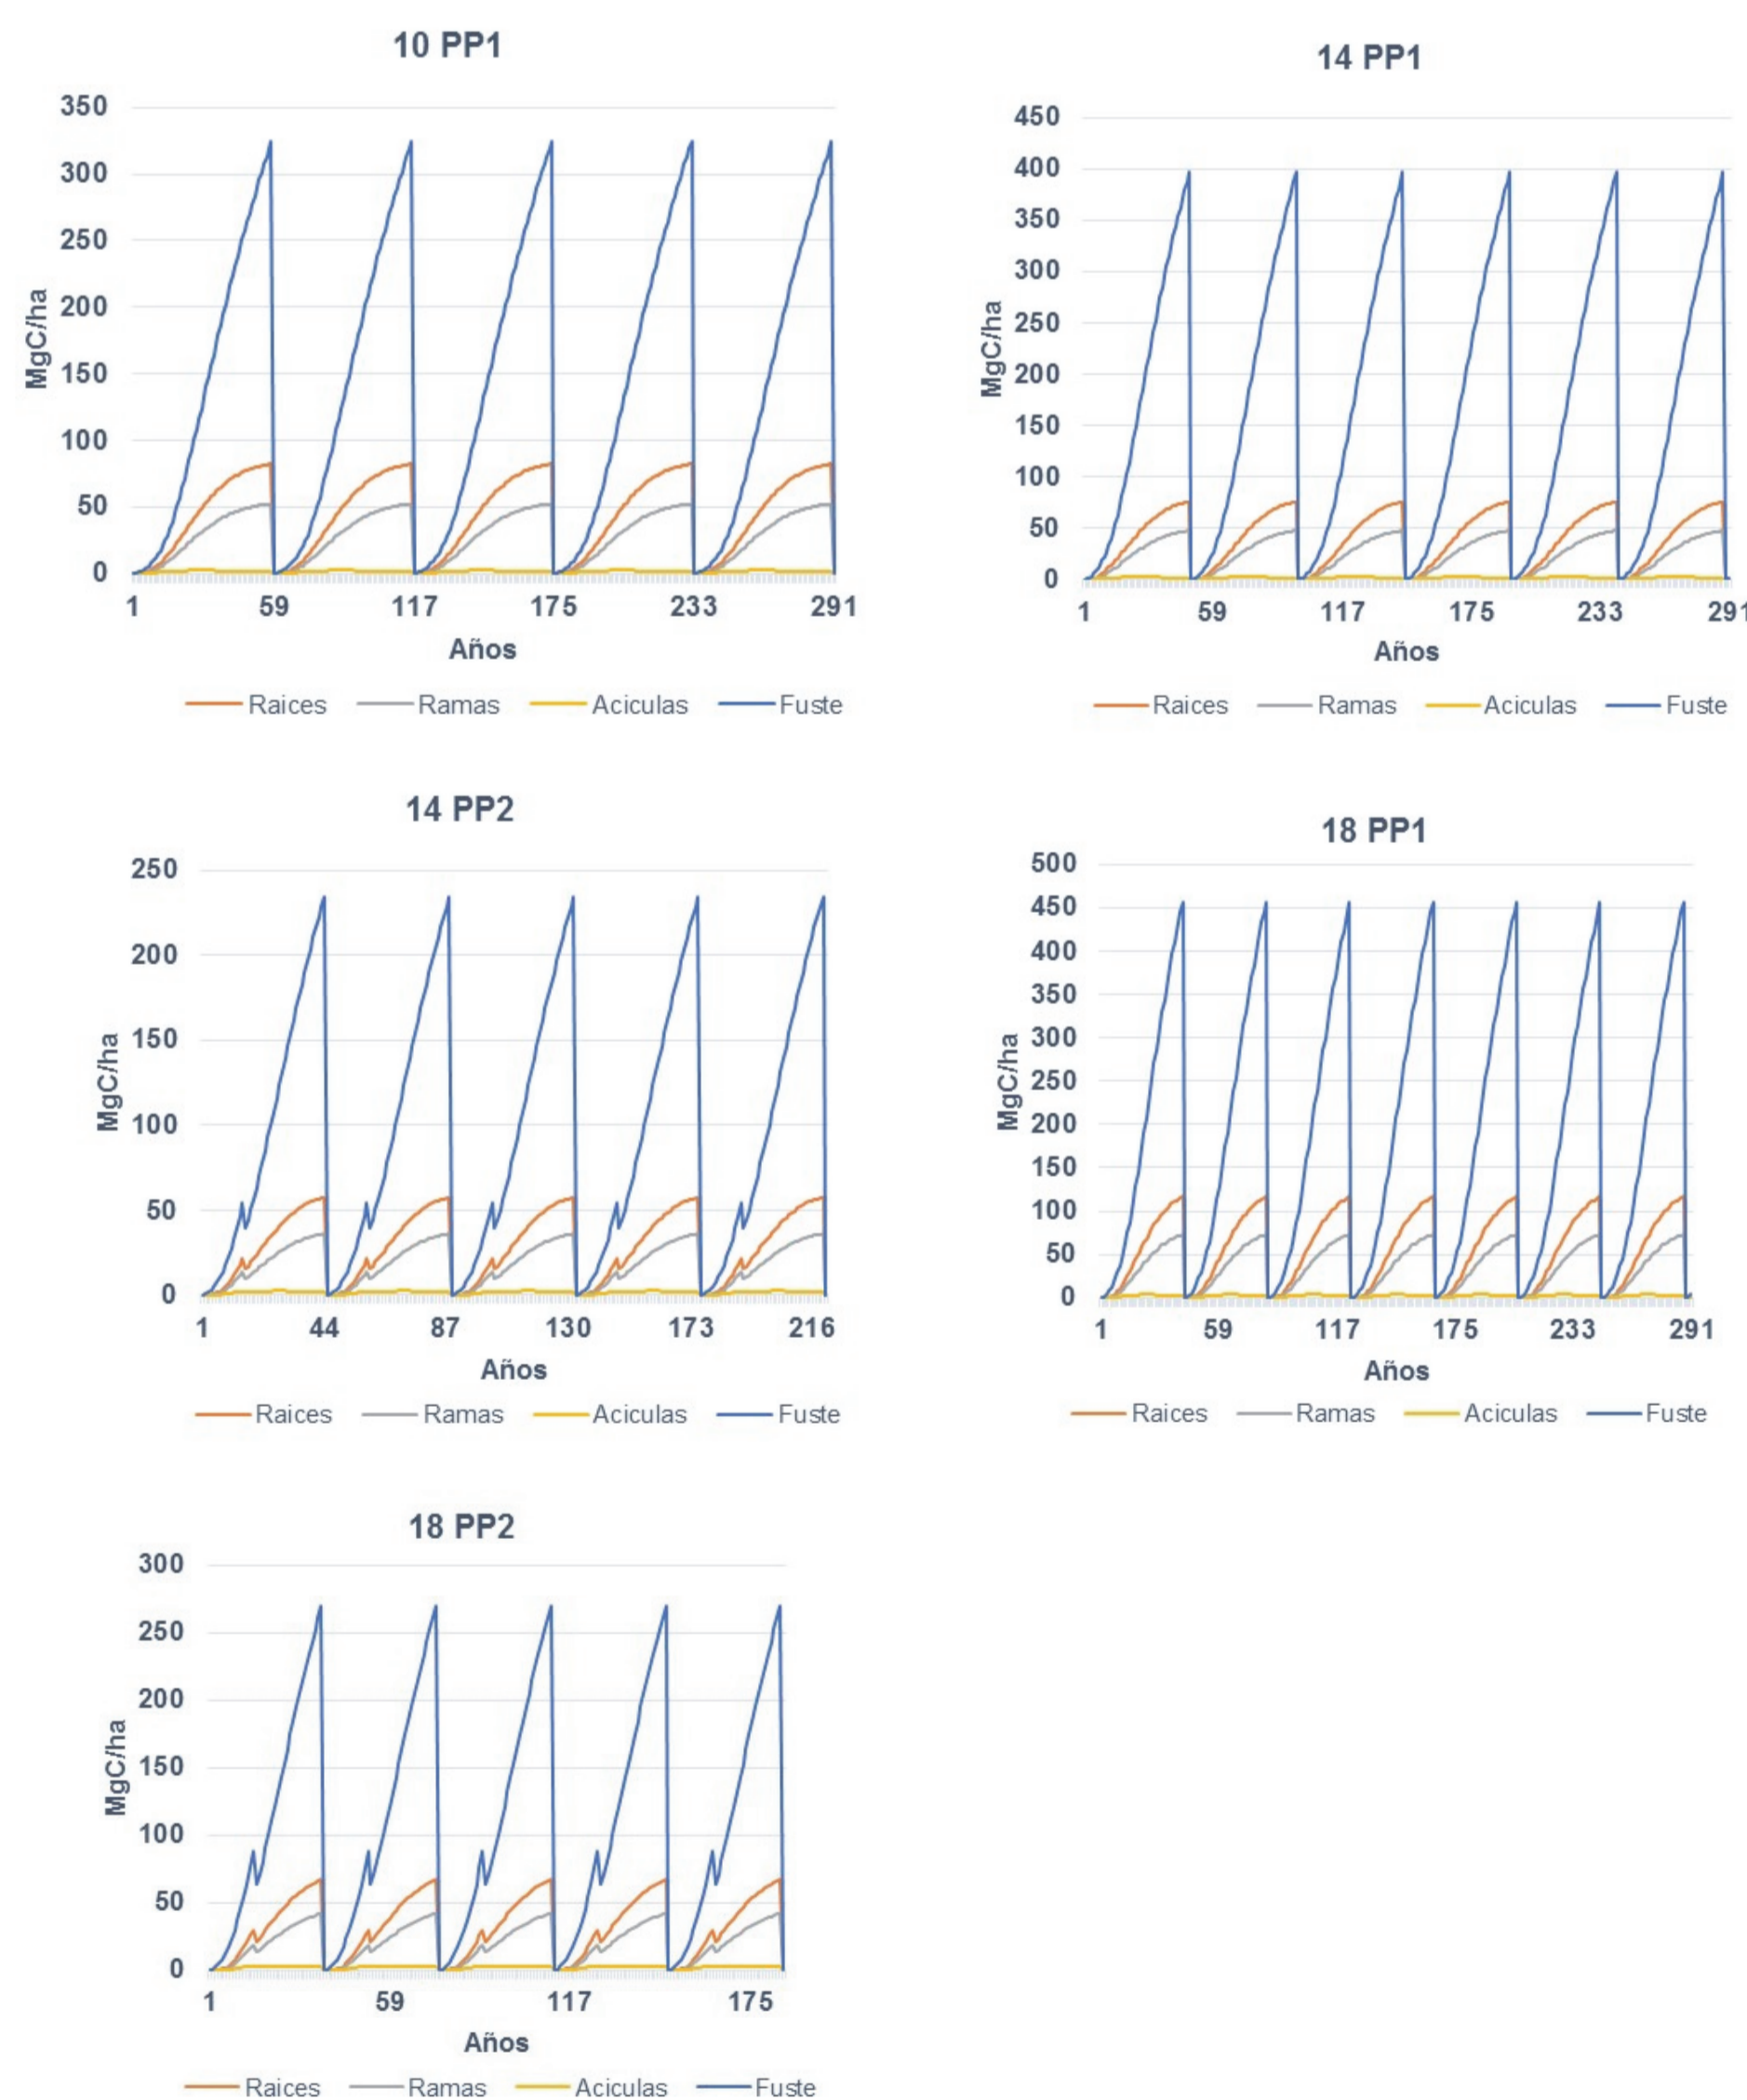 10 PP1
350
300
250
200
150
100
50
0
MgC/ha
1 59 117 175 233 291
Años
Raices Ramas Aciculas Fuste
14 PP1
450
400
350
300
250
200
150
100
50
0
MgC/ha
1 59 117 175 233 291
Años
Raices Ramas Aciculas Fuste
14 PP2
250
200
150
100
50
0
MgC/ha
1 44 87 130 173 216
Años
Raices Ramas Aciculas Fuste
18 PP1
500
450
400
350
300
250
200
150
100
50
0
MgC/ha
1 59 117 175 233 291
Años
Raices Ramas Aciculas Fuste
18 PP2
300
250
200
150
100
50
0
MgC/ha
1 59 117 175
Años
Raices Ramas Aciculas Fuste